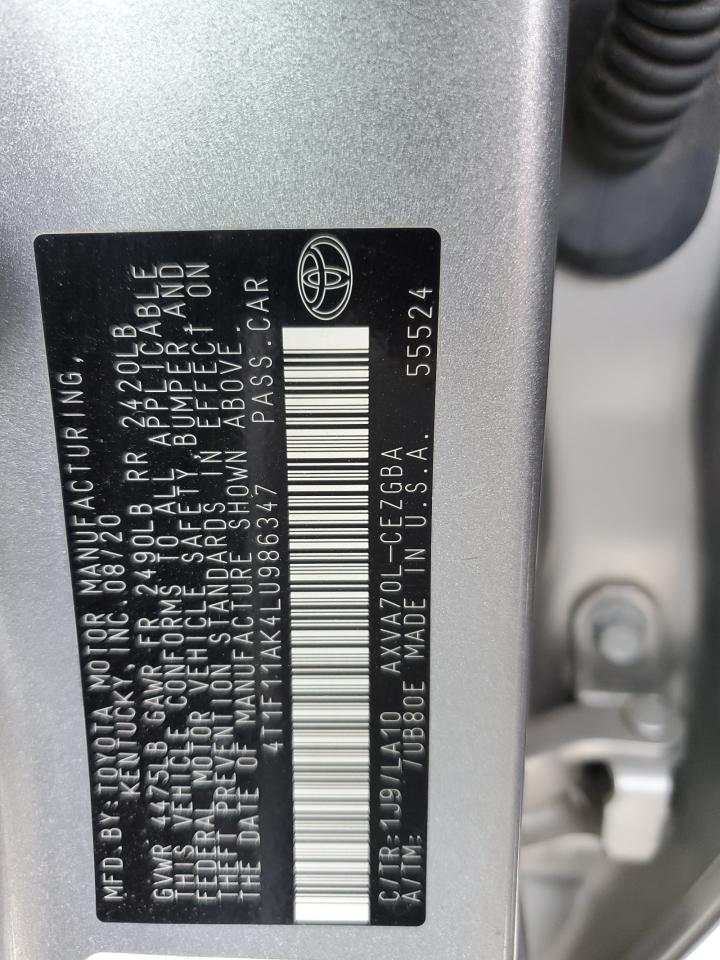 MFD. BY: TOYOTA MOTOR MANUFACTURING,
KENTUCKY, INC. 08/20
GVWR 4475LB GAWR FR 2490LB RR 2420LB
THIS VEHICLE CONFORMS TO ALL APPLICABLE
FEDERAL MOTOR VEHICLE SAFETY, BUMPER, AND
THEFT PREVENTION STANDARDS IN EFFECT ON
THE DATE OF MANUFACTURE SHOWN ABOVE.
4T1F11AK4LU986347 PASS. CAR
C/TR: 1J9/LA10 AXVA70L-CEZGBA
A/TM: 7UB80E MADE IN U.S.A. 55524